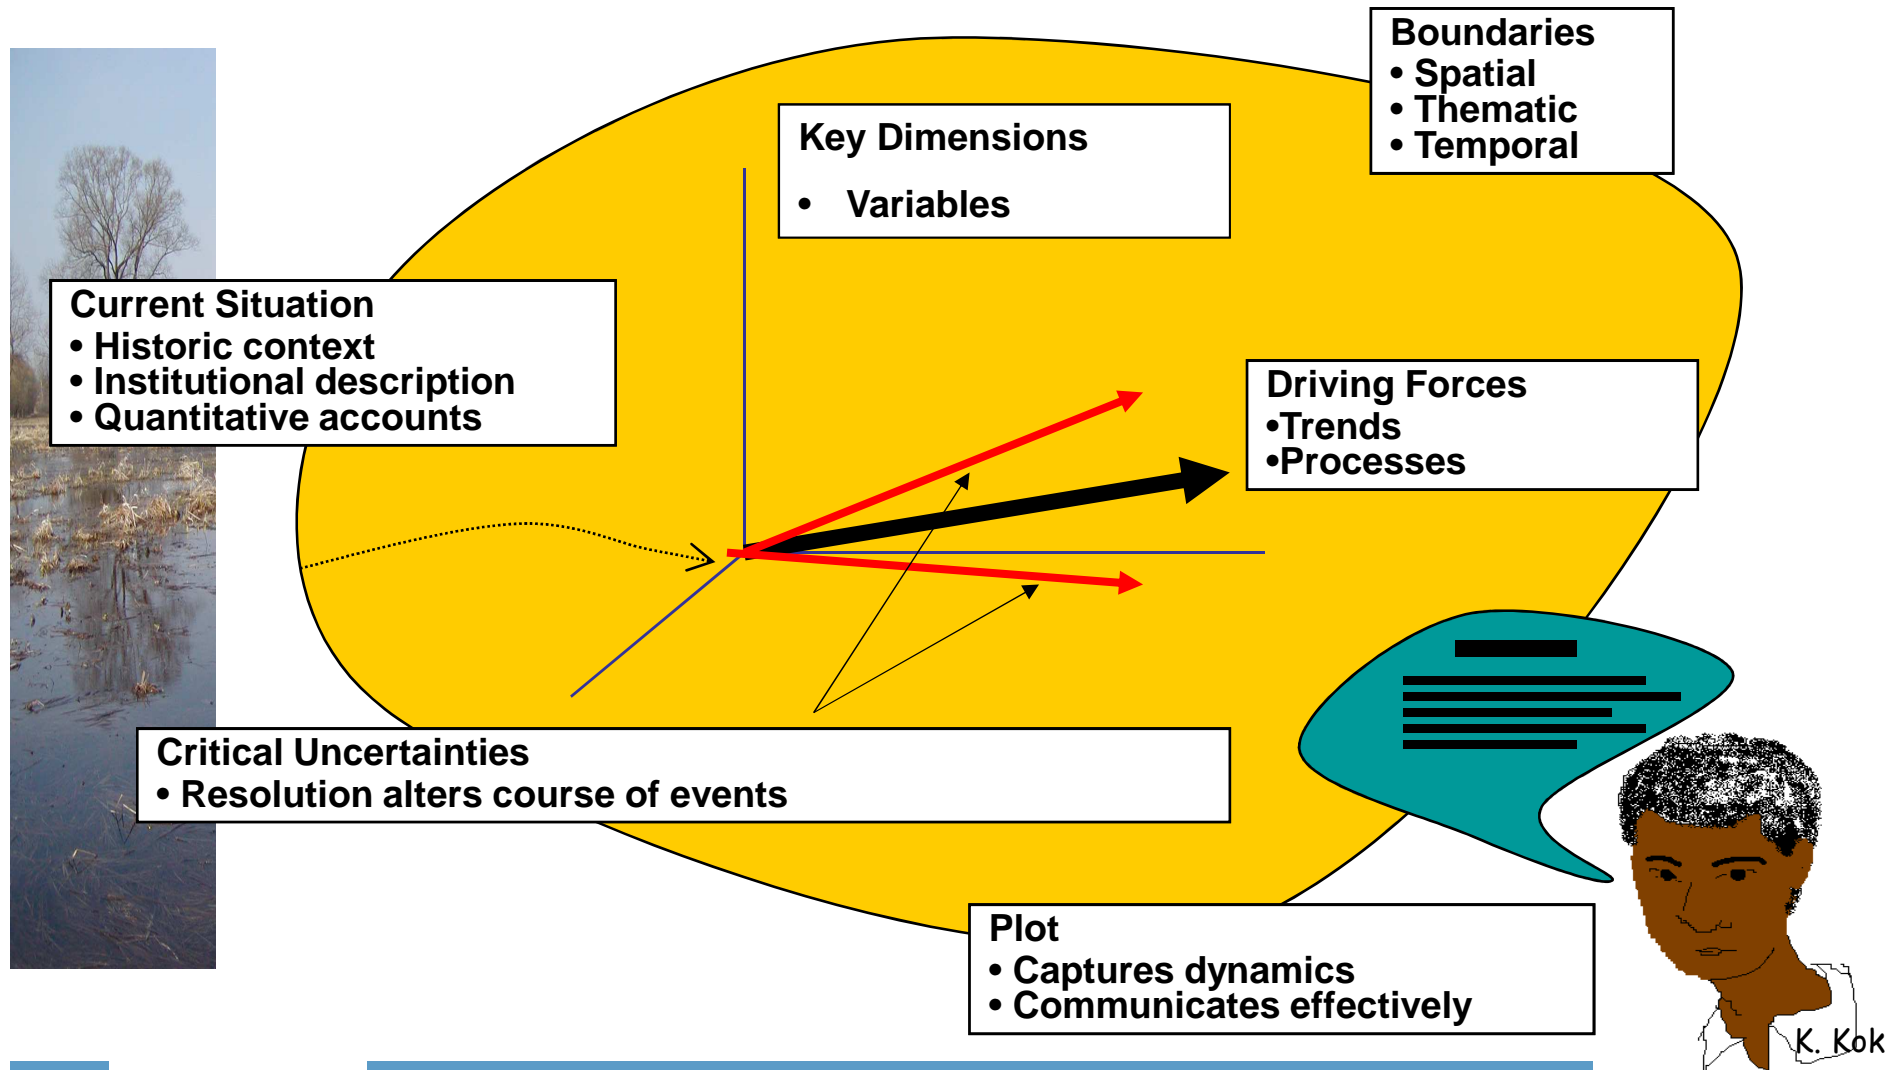 Boundaries
• Spatial
• Thematic
• Temporal
Key Dimensions
• Variables
Current Situation
• Historic context
• Institutional description
• Quantitative accounts
Driving Forces
•Trends
•Processes
Critical Uncertainties
• Resolution alters course of events
Plot
• Captures dynamics
• Communicates effectively
K. Kok